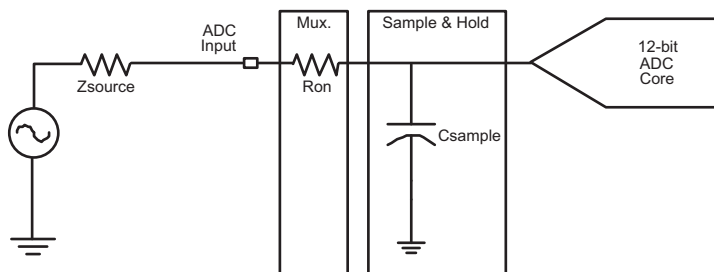 Mux.
Sample & Hold
ADC
Input
12-bit
ADC
Core
Zsource
Ron
Csample